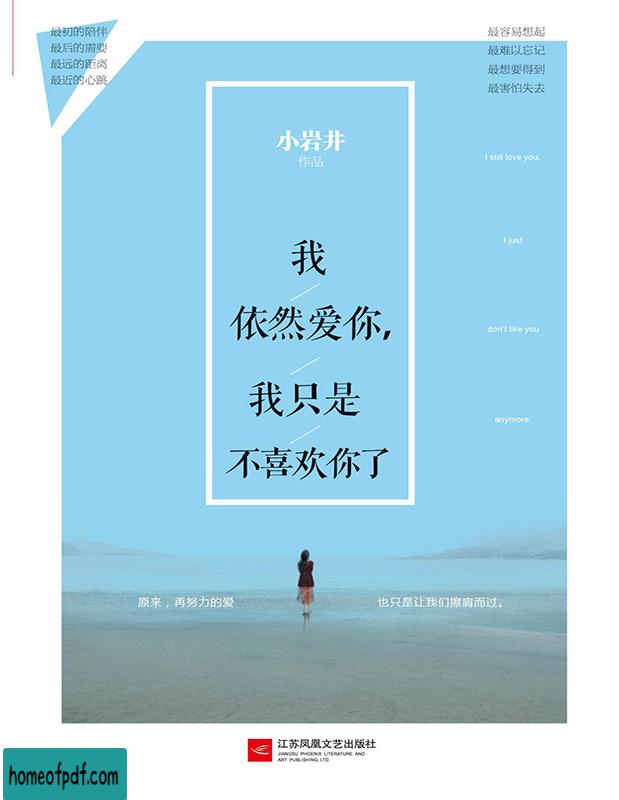 最初的陪伴
最后的需要
最远的距离
最近的心跳
最容易想起
最难以忘记
最想要得到
最害怕失去
小岩井
作品
I still love you,
I just
don't like you
anymore.
我
依然爱你,
我只是
不喜欢你了
原来，再努力的爱
也只是让我们擦肩而过。
江苏凤凰文艺出版社
JIANGSU PHOENIX LITERATURE AND
ART PUBLISHING, LTD
homeofpdf.com